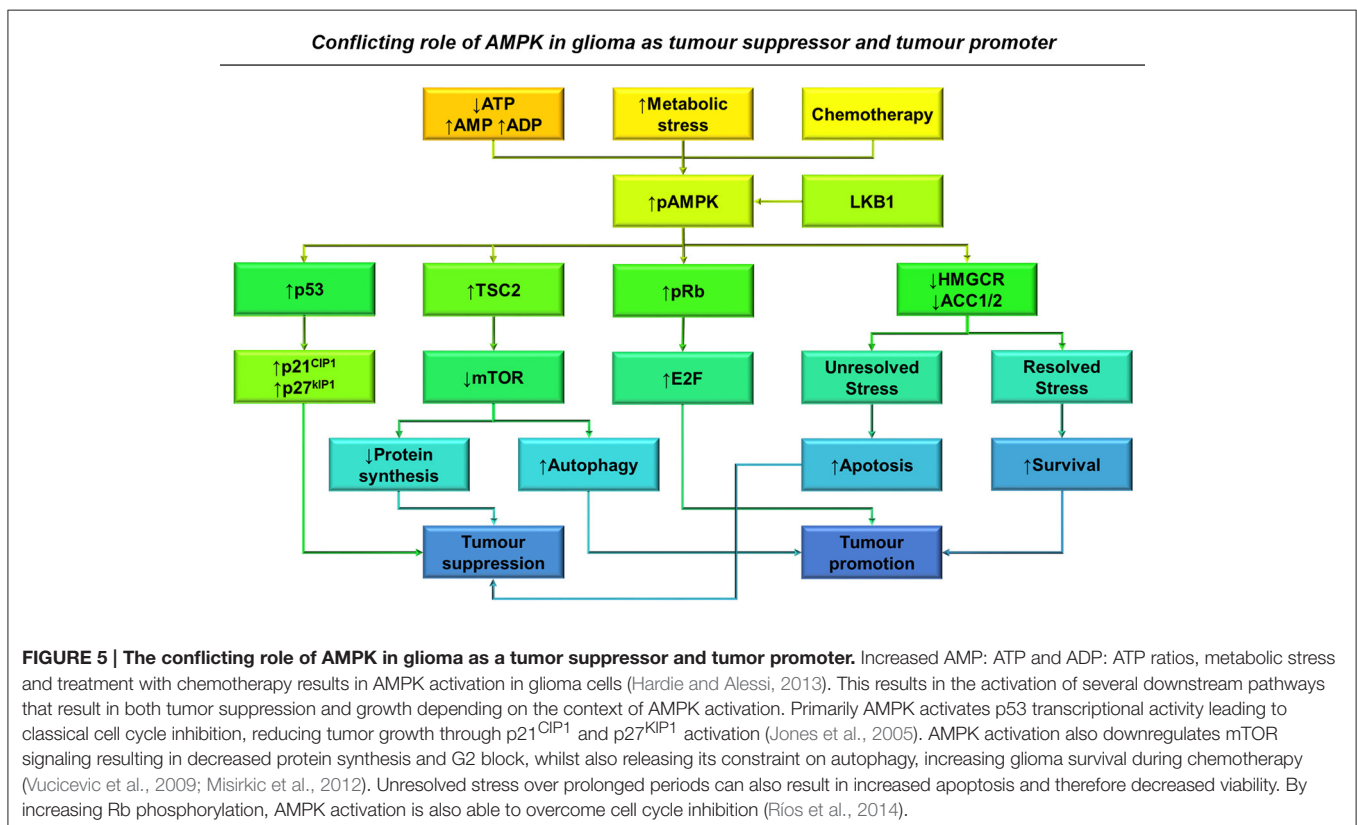 Conflicting role of AMPK in glioma as tumour suppressor and tumour promoter
↓ATP
↑AMP ↑ADP
↑Metabolic
stress
Chemotherapy
↑pAMPK
LKB1
↑p53
↑TSC2
↑pRb
↓HMGCR
↓ACC1/2
↑p21CIP1
↑p27kIP1
↓mTOR
↑E2F
Unresolved
Stress
Resolved
Stress
↓Protein
synthesis
↑Autophagy
↑Apotosis
↑Survival
Tumour
suppression
Tumour
promotion
FIGURE 5 | The conflicting role of AMPK in glioma as a tumor suppressor and tumor promoter. Increased AMP: ATP and ADP: ATP ratios, metabolic stress
and treatment with chemotherapy results in AMPK activation in glioma cells (Hardie and Alessi, 2013). This results in the activation of several downstream pathways
that result in both tumor suppression and growth depending on the context of AMPK activation. Primarily AMPK activates p53 transcriptional activity leading to
classical cell cycle inhibition, reducing tumor growth through p21CIP1 and p27KIP1 activation (Jones et al., 2005). AMPK activation also downregulates mTOR
signaling resulting in decreased protein synthesis and G2 block, whilst also releasing its constraint on autophagy, increasing glioma survival during chemotherapy
(Vucicevic et al., 2009; Misirkic et al., 2012). Unresolved stress over prolonged periods can also result in increased apoptosis and therefore decreased viability. By
increasing Rb phosphorylation, AMPK activation is also able to overcome cell cycle inhibition (Ríos et al., 2014).